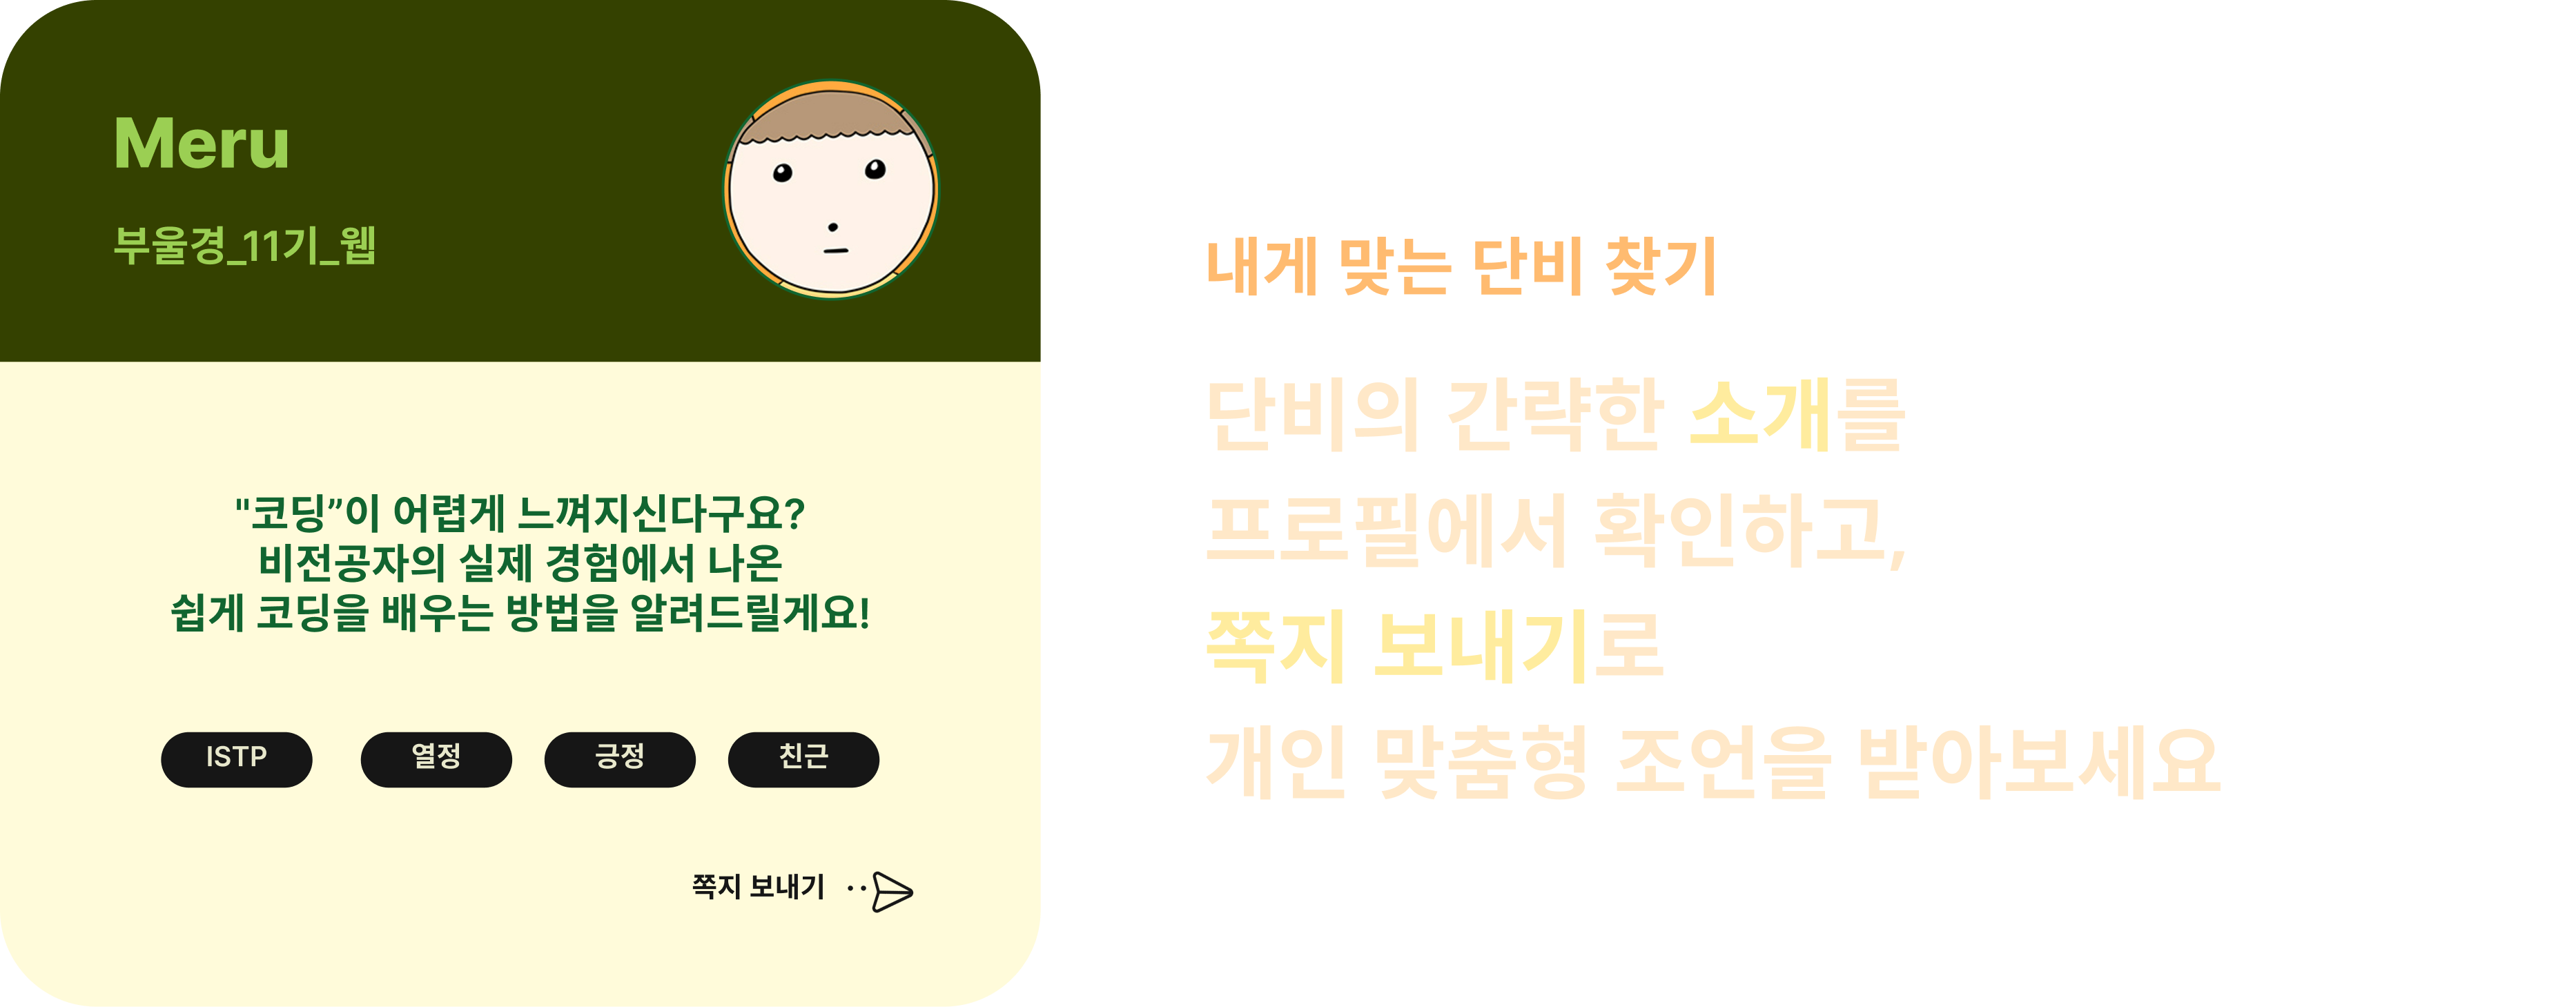 Meru
부울경_11기_웹
"코딩”이 어렵게 느껴지신다구요?
비전공자의 실제 경험에서 나온
쉽게 코딩을 배우는 방법을 알려드릴게요!
ISTP 열정 긍정 친근
쪽지 보내기
내게 맞는 단비 찾기
단비의 간략한 소개를
프로필에서 확인하고,
쪽지 보내기로
개인 맞춤형 조언을 받아보세요